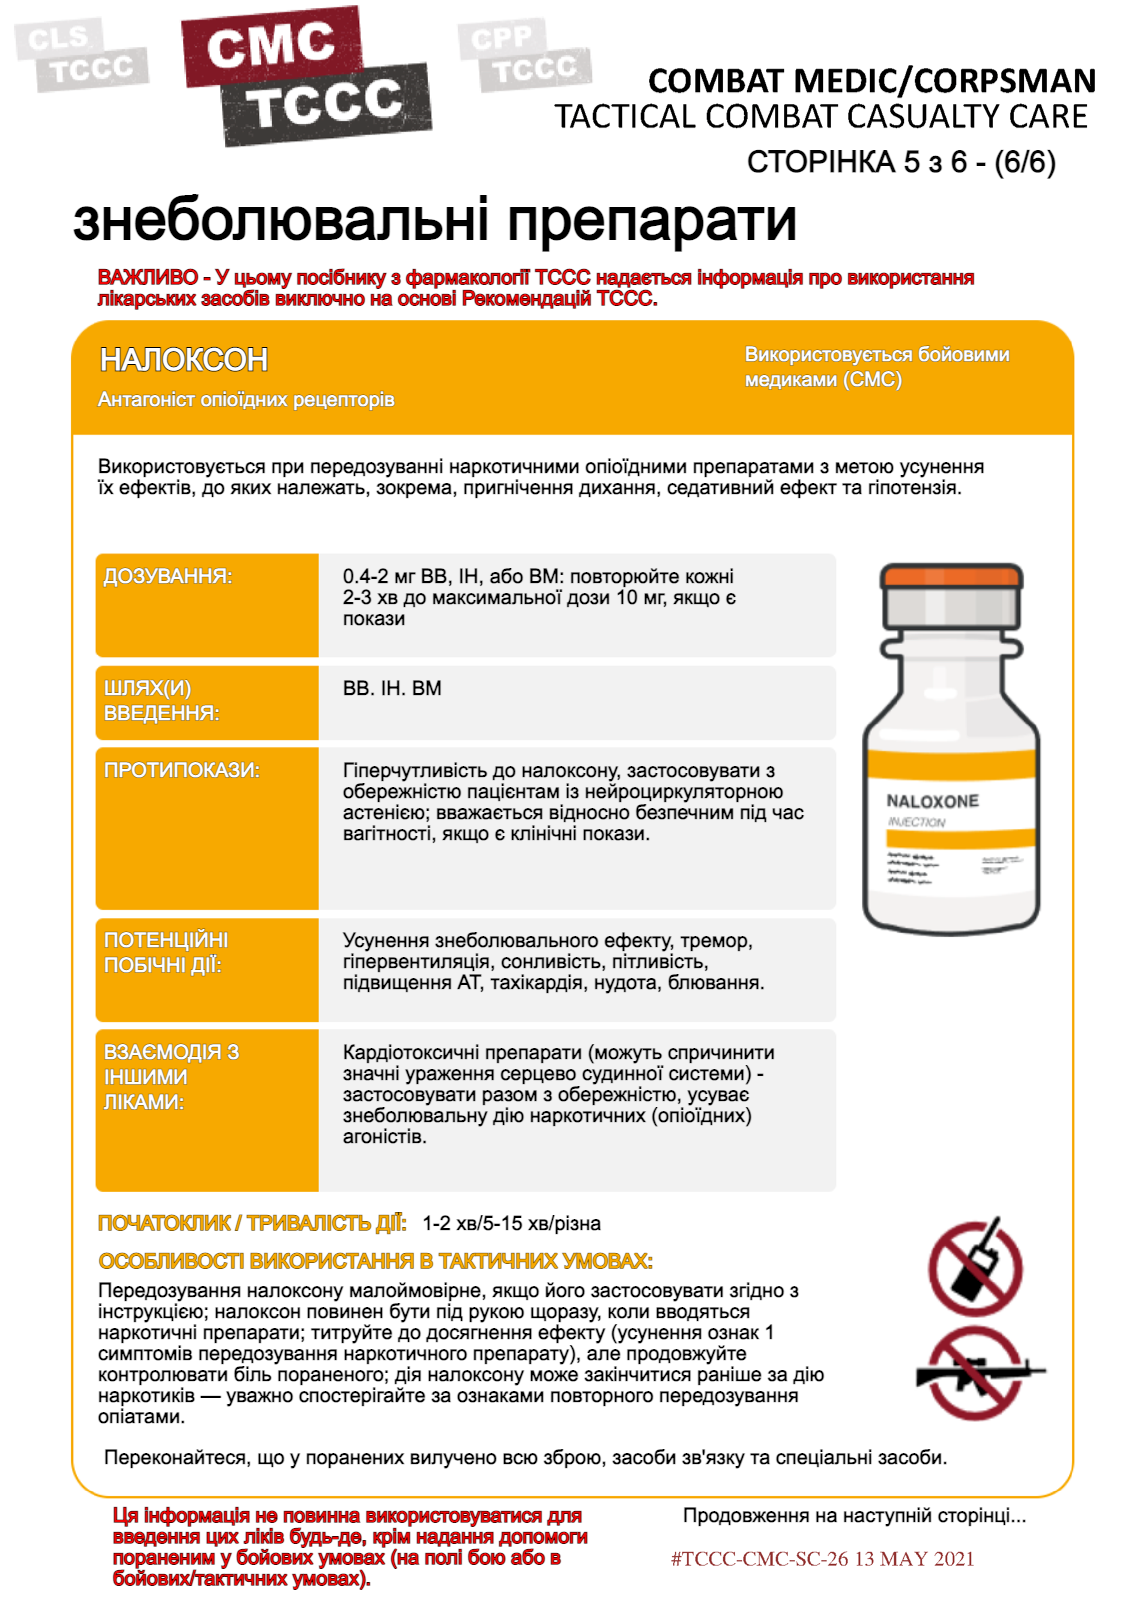 CLS
TCCC
CMC
TCCC
CPP
TCCC
COMBAT MEDIC/CORPSMAN
TACTICAL COMBAT CASUALTY CARE
СТОРІНКА 5 з 6 - (6/6)
знеболювальні препарати
ВАЖЛИВО - У цьому посібнику з фармакології TCCC надається інформація про використання
лікарських засобів виключно на основі Рекомендацій TCCC.
НАЛОКСОН
Антагоніст опіоїдних рецепторів
Використовується бойовими
медиками (CMC)
Використовується при передозуванні наркотичними опіоїдними препаратами з метою усунення
їх ефектів, до яких належать, зокрема, пригнічення дихання, седативний ефект та гіпотензія.
ДОЗУВАННЯ:
0.4-2 мг ВВ, ІН, або ВМ: повторюйте кожні
2-3 хв до максимальної дози 10 мг, якщо є
покази
ШЛЯХ(И)
ВВЕДЕННЯ:
ВВ. ІН. ВМ
ПРОТИПОКАЗИ:
Гіперчутливість до налоксону, застосовувати з
обережністю пацієнтам із нейроциркуляторною
астенією; вважається відносно безпечним під час
вагітності, якщо є клінічні покази.
NALOXONE
INJECTION
ПОТЕНЦІЙНІ
ПОБІЧНІ ДІЇ:
Усунення знеболювального ефекту, тремор,
гіпервентиляція, сонливість, пітливість,
підвищення АТ, тахікардія, нудота, блювання.
ВЗАЄМОДІЯ З
ІНШИМИ
ЛІКАМИ:
Кардіотоксичні препарати (можуть спричинити
значні ураження серцево судинної системи) -
застосовувати разом з обережністю, усуває
знеболювальну дію наркотичних (опіоїдних)
агоністів.
ПОЧАТОКЛИК / ТРИВАЛІСТЬ ДІЇ: 1-2 хв/5-15 хв/різна
ОСОБЛИВОСТІ ВИКОРИСТАННЯ В ТАКТИЧНИХ УМОВАХ:
Передозування налоксону малоймовірне, якщо його застосовувати згідно з
інструкцією; налоксон повинен бути під рукою щоразу, коли вводяться
наркотичні препарати; титруйте до досягнення ефекту (усунення ознак 1
симптомів передозування наркотичного препарату), але продовжуйте
контролювати біль пораненого; дія налоксону може закінчитися раніше за дію
наркотиків — уважно спостерігайте за ознаками повторного передозування
опіатами.
Переконайтеся, що у поранених вилучено всю зброю, засоби зв'язку та спеціальні засоби.
Ця інформація не повинна використовуватися для
введення цих ліків будь-де, крім надання допомоги
пораненим у бойових умовах (на полі бою або в
бойових/тактичних умовах).
Продовження на наступній сторінці...
#TCCC-CMC-SC-26 13 MAY 2021